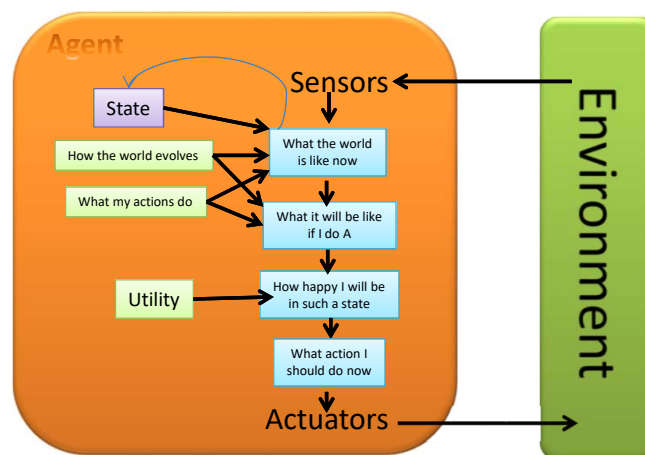 Agent
Sensors
State
What the world
is like now
How the world evolves
What my actions do
What it will be like
if I do A
How happy I will be
in such a state
Utility
What action I
should do now
Actuators
Environment